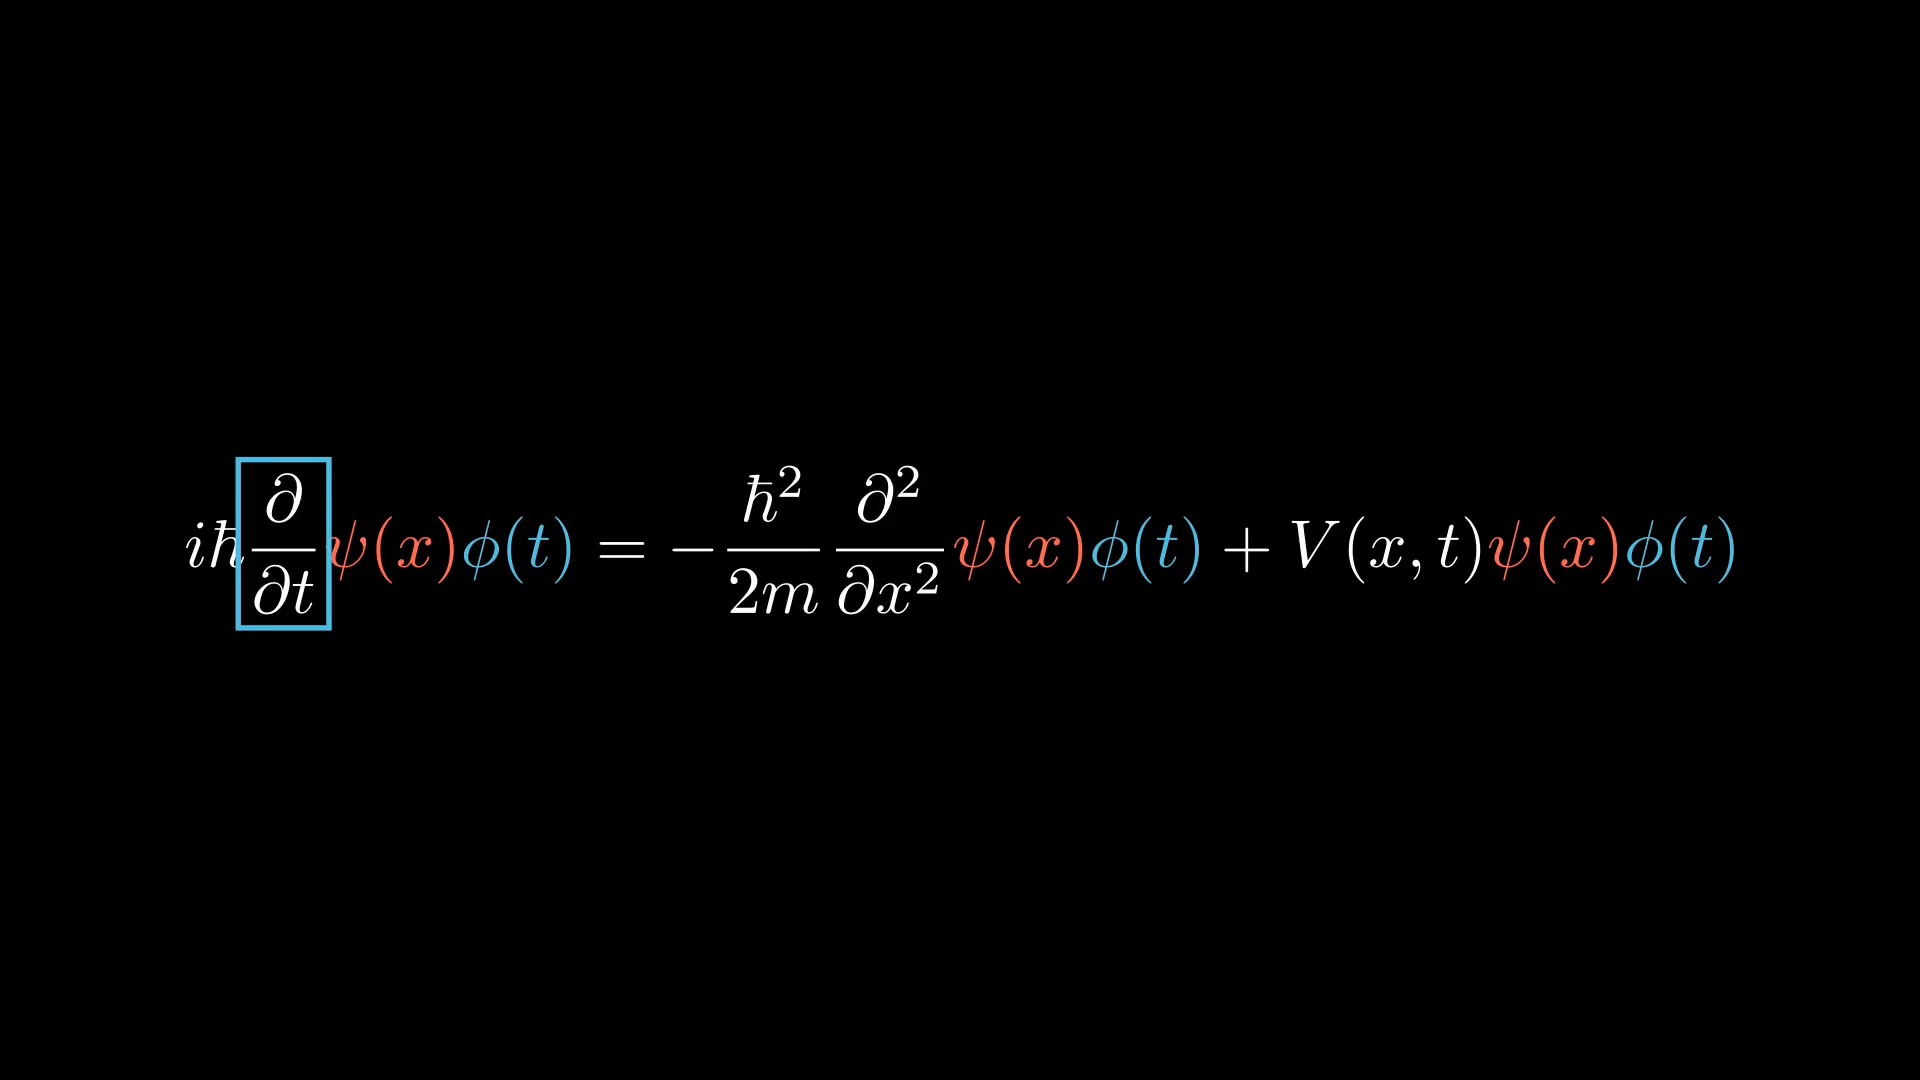 iℏ ∂/∂t ψ(x)ϕ(t) = − ℏ²/2m ∂²/∂x² ψ(x)ϕ(t) + V(x, t)ψ(x)ϕ(t)